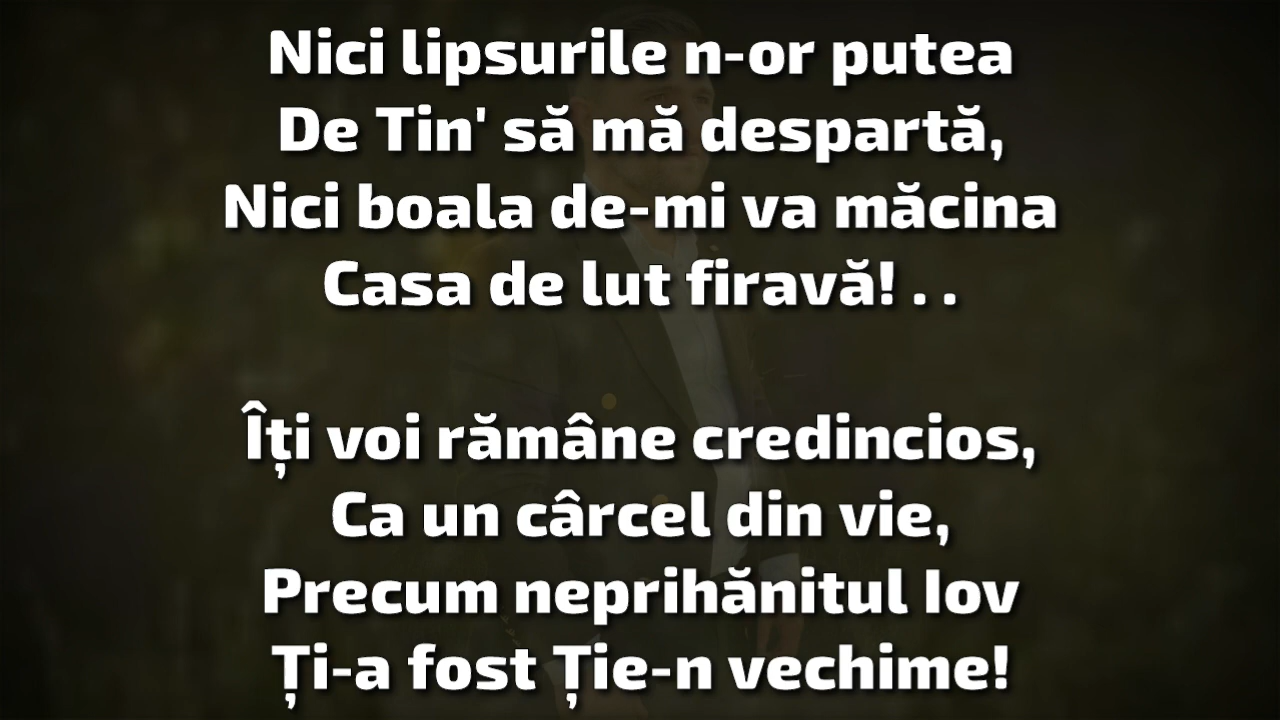 Nici lipsurile n-or putea
De Tin' să mă despartă,
Nici boala de-mi va măcina
Casa de lut firavă! . .
Îți voi rămâne credincios,
Ca un cârcel din vie,
Precum neprihănitul Iov
Ți-a fost Ție-n vechime!